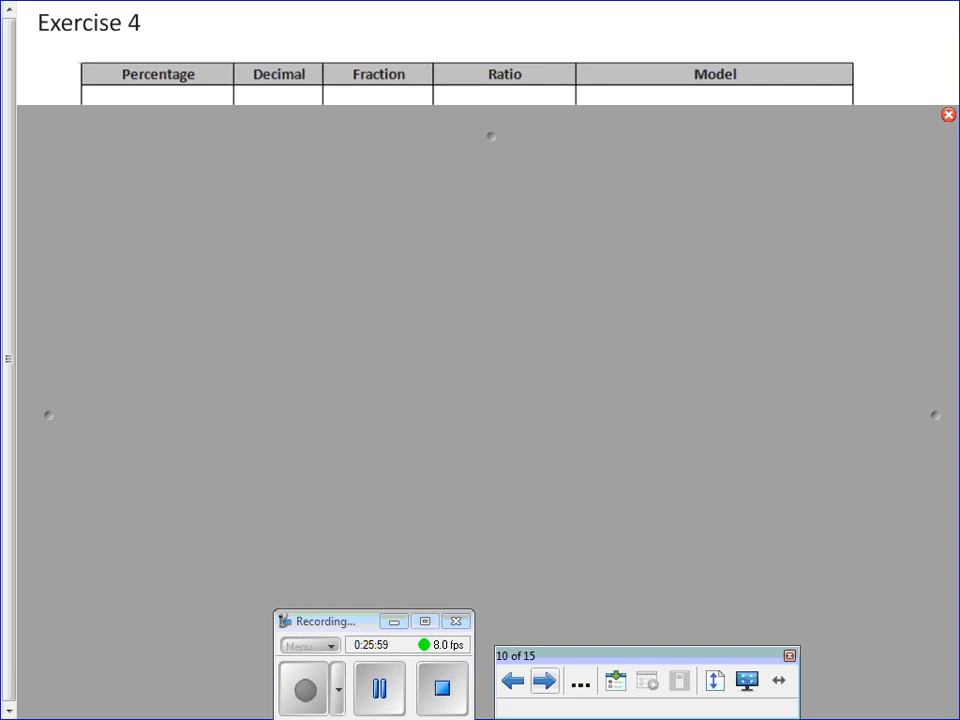 Exercise 4
Percentage Decimal Fraction Ratio Model
Recording...
Menu 0:25:59 8.0 fps
10 of 15